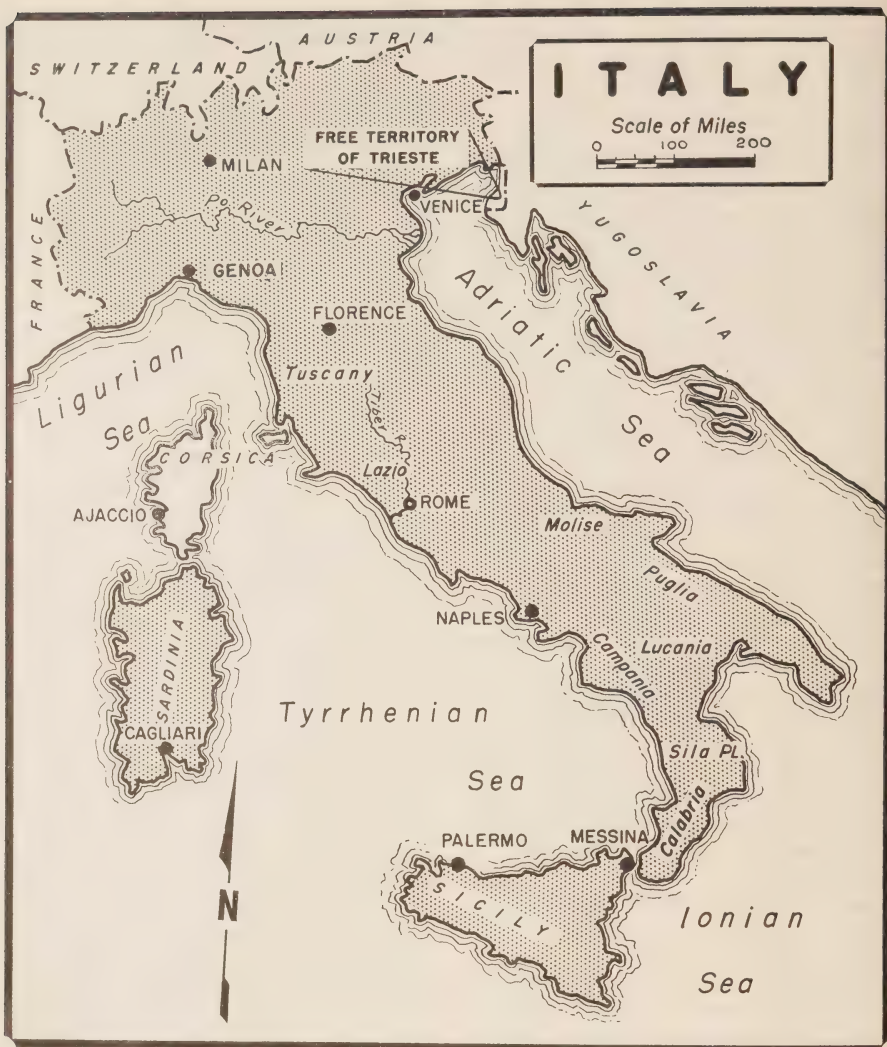 AUSTRIA
SWITZERLAND
ITALY
Scale of Miles
0 100 200
FREE TERRITORY
OF TRIESTE
MILAN
VENICE
Po River
YUGOSLAVIA
FRANCE
GENOA
Adriatic
Sea
FLORENCE
Ligurian
Sea
Tuscany
Tiber
CORSICA
Lazio
ROME
AJACCIO
Molise
Puglia
NAPLES
Campania
Lucania
SARDINIA
Tyrrhenian
Sea
CAGLIARI
Sila PL.
Calabria
PALERMO
MESSINA
SICILY
N
Ionian
Sea